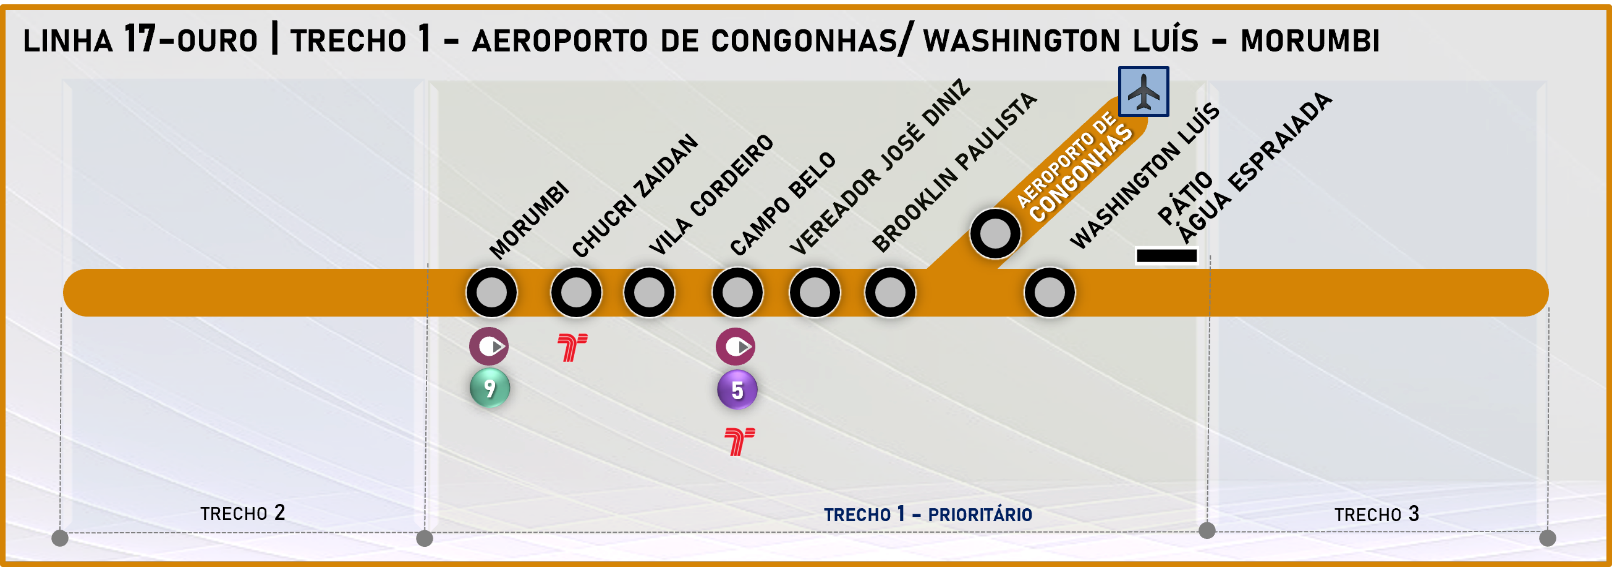 LINHA 17-OURO | TRECHO 1 - AEROPORTO DE CONGONHAS/ WASHINGTON LUÍS - MORUMBI
MORUMBI
CHUCRI ZAIDAN
VILA CORDEIRO
CAMPO BELO
VEREADOR JOSÉ DINIZ
BROOKLIN PAULISTA
AEROPORTO DE
CONGONHAS
WASHINGTON LUÍS
PÁTIO
ÁGUA ESPRAIADA
9
5
TRECHO 2
TRECHO 1 - PRIORITÁRIO
TRECHO 3